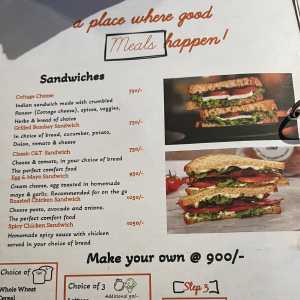 a place where good
Meals happen!
Sandwiches
Cottage Cheese 750/-
Indian sandwich made with crumbled
Paneer (Cottage cheese), spices, veggies,
Herbs & bread of choice
Grilled Bombay Sandwich 750/-
In choice of bread, cucumber, potato,
Onion, tomato & cheese
Classic C&T Sandwich 750/-
Cheese & tomato, in your choice of bread
The perfect comfort food
Egg & Mayo Sandwich
Cream cheese, egg toasted in homemade
mayo & garlic. Recommended for on the go
Roasted Chicken Sandwich 1050/-
Cheese pesto, avocado and onions.
The perfect comfort food
Spicy Chicken Sandwich 1050/-
Homemade spicy sauce with chicken
served in your choice of bread
Make your own @ 900/-
Choice of
Whole Wheat
Cereal
Choice of 3
Additional
Step 3